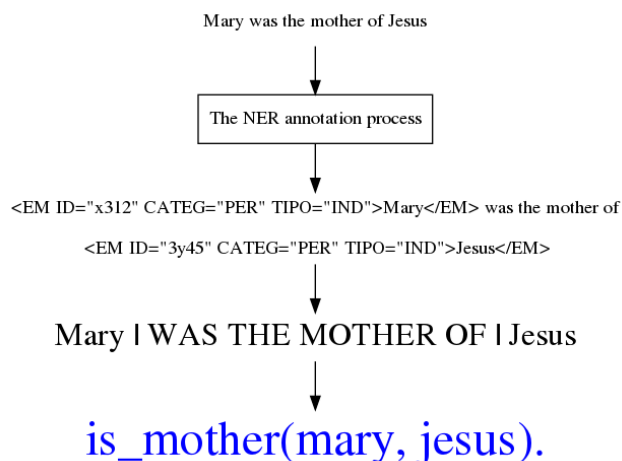 Mary was the mother of Jesus
The NER annotation process
<EM ID="x312" CATEG="PER" TIPO="IND">Mary</EM> was the mother of
<EM ID="3y45" CATEG="PER" TIPO="IND">Jesus</EM>
Mary | WAS THE MOTHER OF | Jesus
is_mother(mary, jesus).